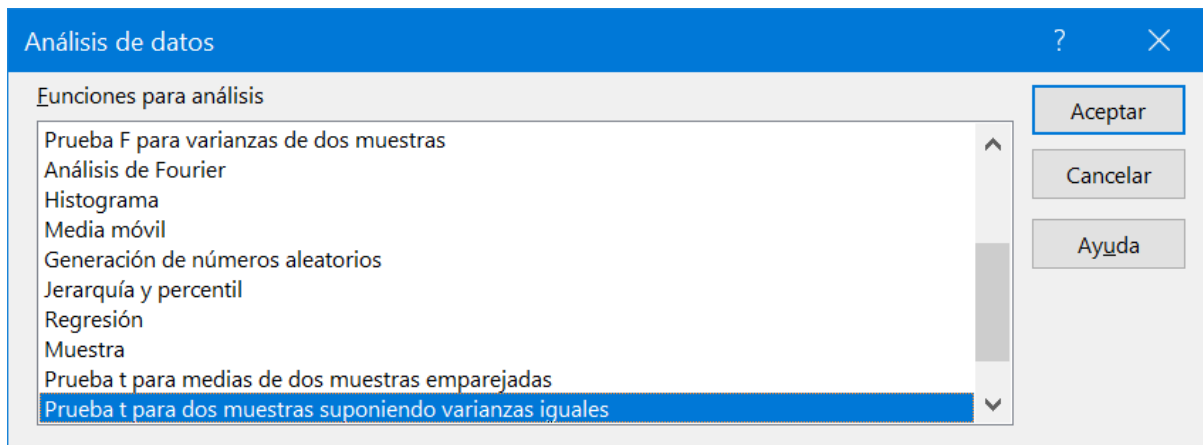 Análisis de datos
?
Funciones para análisis
Prueba F para varianzas de dos muestras
Análisis de Fourier
Histograma
Media móvil
Generación de números aleatorios
Jerarquía y percentil
Regresión
Muestra
Prueba t para medias de dos muestras emparejadas
Prueba t para dos muestras suponiendo varianzas iguales
Aceptar
Cancelar
Ayuda